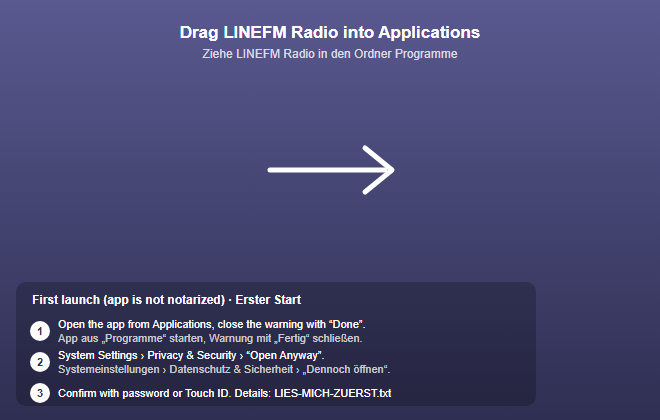 Drag LINEFM Radio into Applications
Ziehe LINEFM Radio in den Ordner Programme
First launch (app is not notarized) · Erster Start
1 Open the app from Applications, close the warning with “Done”.
App aus „Programme“ starten, Warnung mit „Fertig“ schließen.
2 System Settings › Privacy & Security › “Open Anyway”.
Systemeinstellungen › Datenschutz & Sicherheit › „Dennoch öffnen“.
3 Confirm with password or Touch ID. Details: LIES-MICH-ZUERST.txt